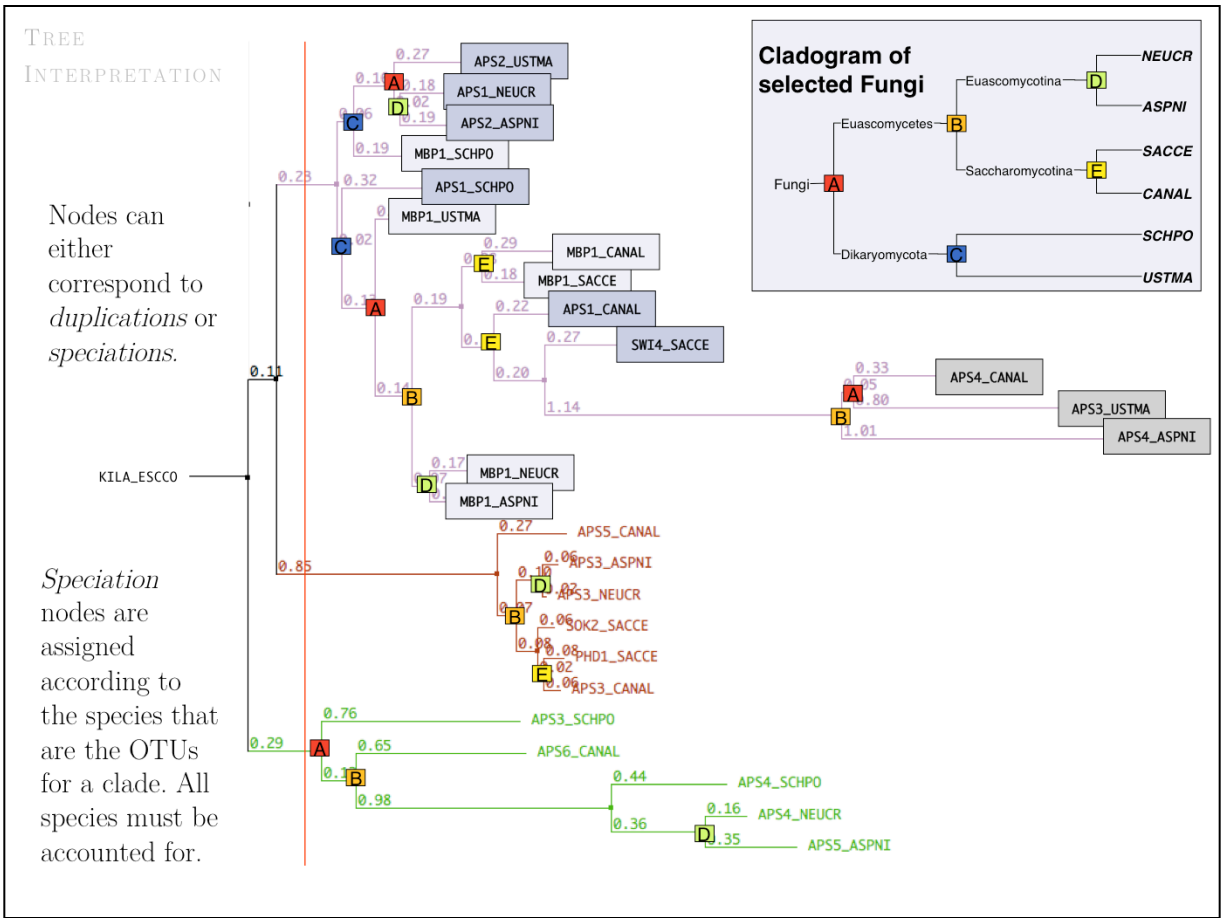 TREE
INTERPRETATION
Nodes can
either
correspond to
duplications or
speciations.
Speciation
nodes are
assigned
according to
the species that
are the OTUs
for a clade. All
species must be
accounted for.
Cladogram of
selected Fungi
Fungi
A
Euascomycetes
B
Euascomycotina
D
NEUCR
ASPNI
Saccharomycotina
E
SACCE
CANAL
Dikaryomycota
C
SCHPO
USTMA
KILA_ESCCO
0.11
0.23
C
A
0.27
APS2_USTMA
D
0.18
APS1_NEUCR
0.19
APS2_ASPNI
0.19
MBP1_SCHPO
C
0.32
APS1_SCHPO
A
MBP1_USTMA
B
0.19
E
0.29
MBP1_CANAL
0.18
MBP1_SACCE
E
0.22
APS1_CANAL
0.20
0.27
SWI4_SACCE
1.14
B
A
0.33
APS4_CANAL
APS3_USTMA
1.01
APS4_ASPNI
D
0.17
MBP1_NEUCR
MBP1_ASPNI
0.85
0.27
APS5_CANAL
B
0.10
D
0.06
APS3_ASPNI
APS3_NEUCR
0.08
0.06
SOK2_SACCE
E
0.08
PHD1_SACCE
0.06
APS3_CANAL
0.29
A
0.76
APS3_SCHPO
B
0.65
APS6_CANAL
0.98
0.44
APS4_SCHPO
0.36
D
0.16
APS4_NEUCR
APS5_ASPNI